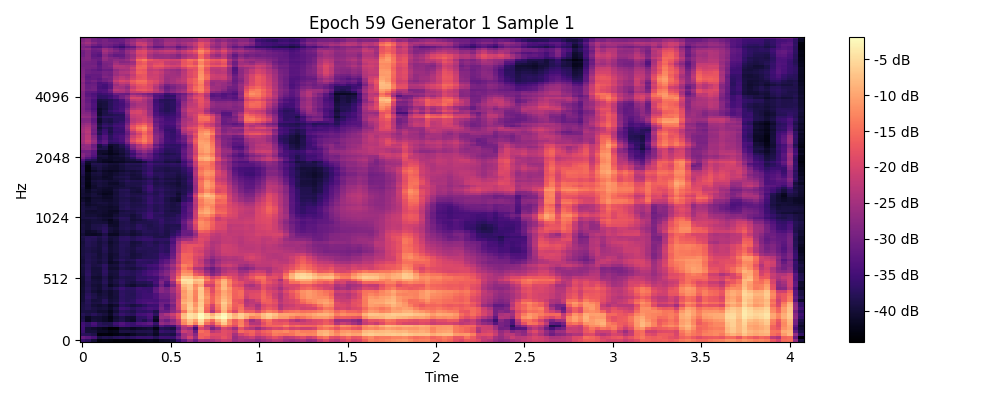 Epoch 59 Generator 1 Sample 1
Hz
4096
2048
1024
512
0
0 0.5 1 1.5 2 2.5 3 3.5 4
Time
-5 dB
-10 dB
-15 dB
-20 dB
-25 dB
-30 dB
-35 dB
-40 dB